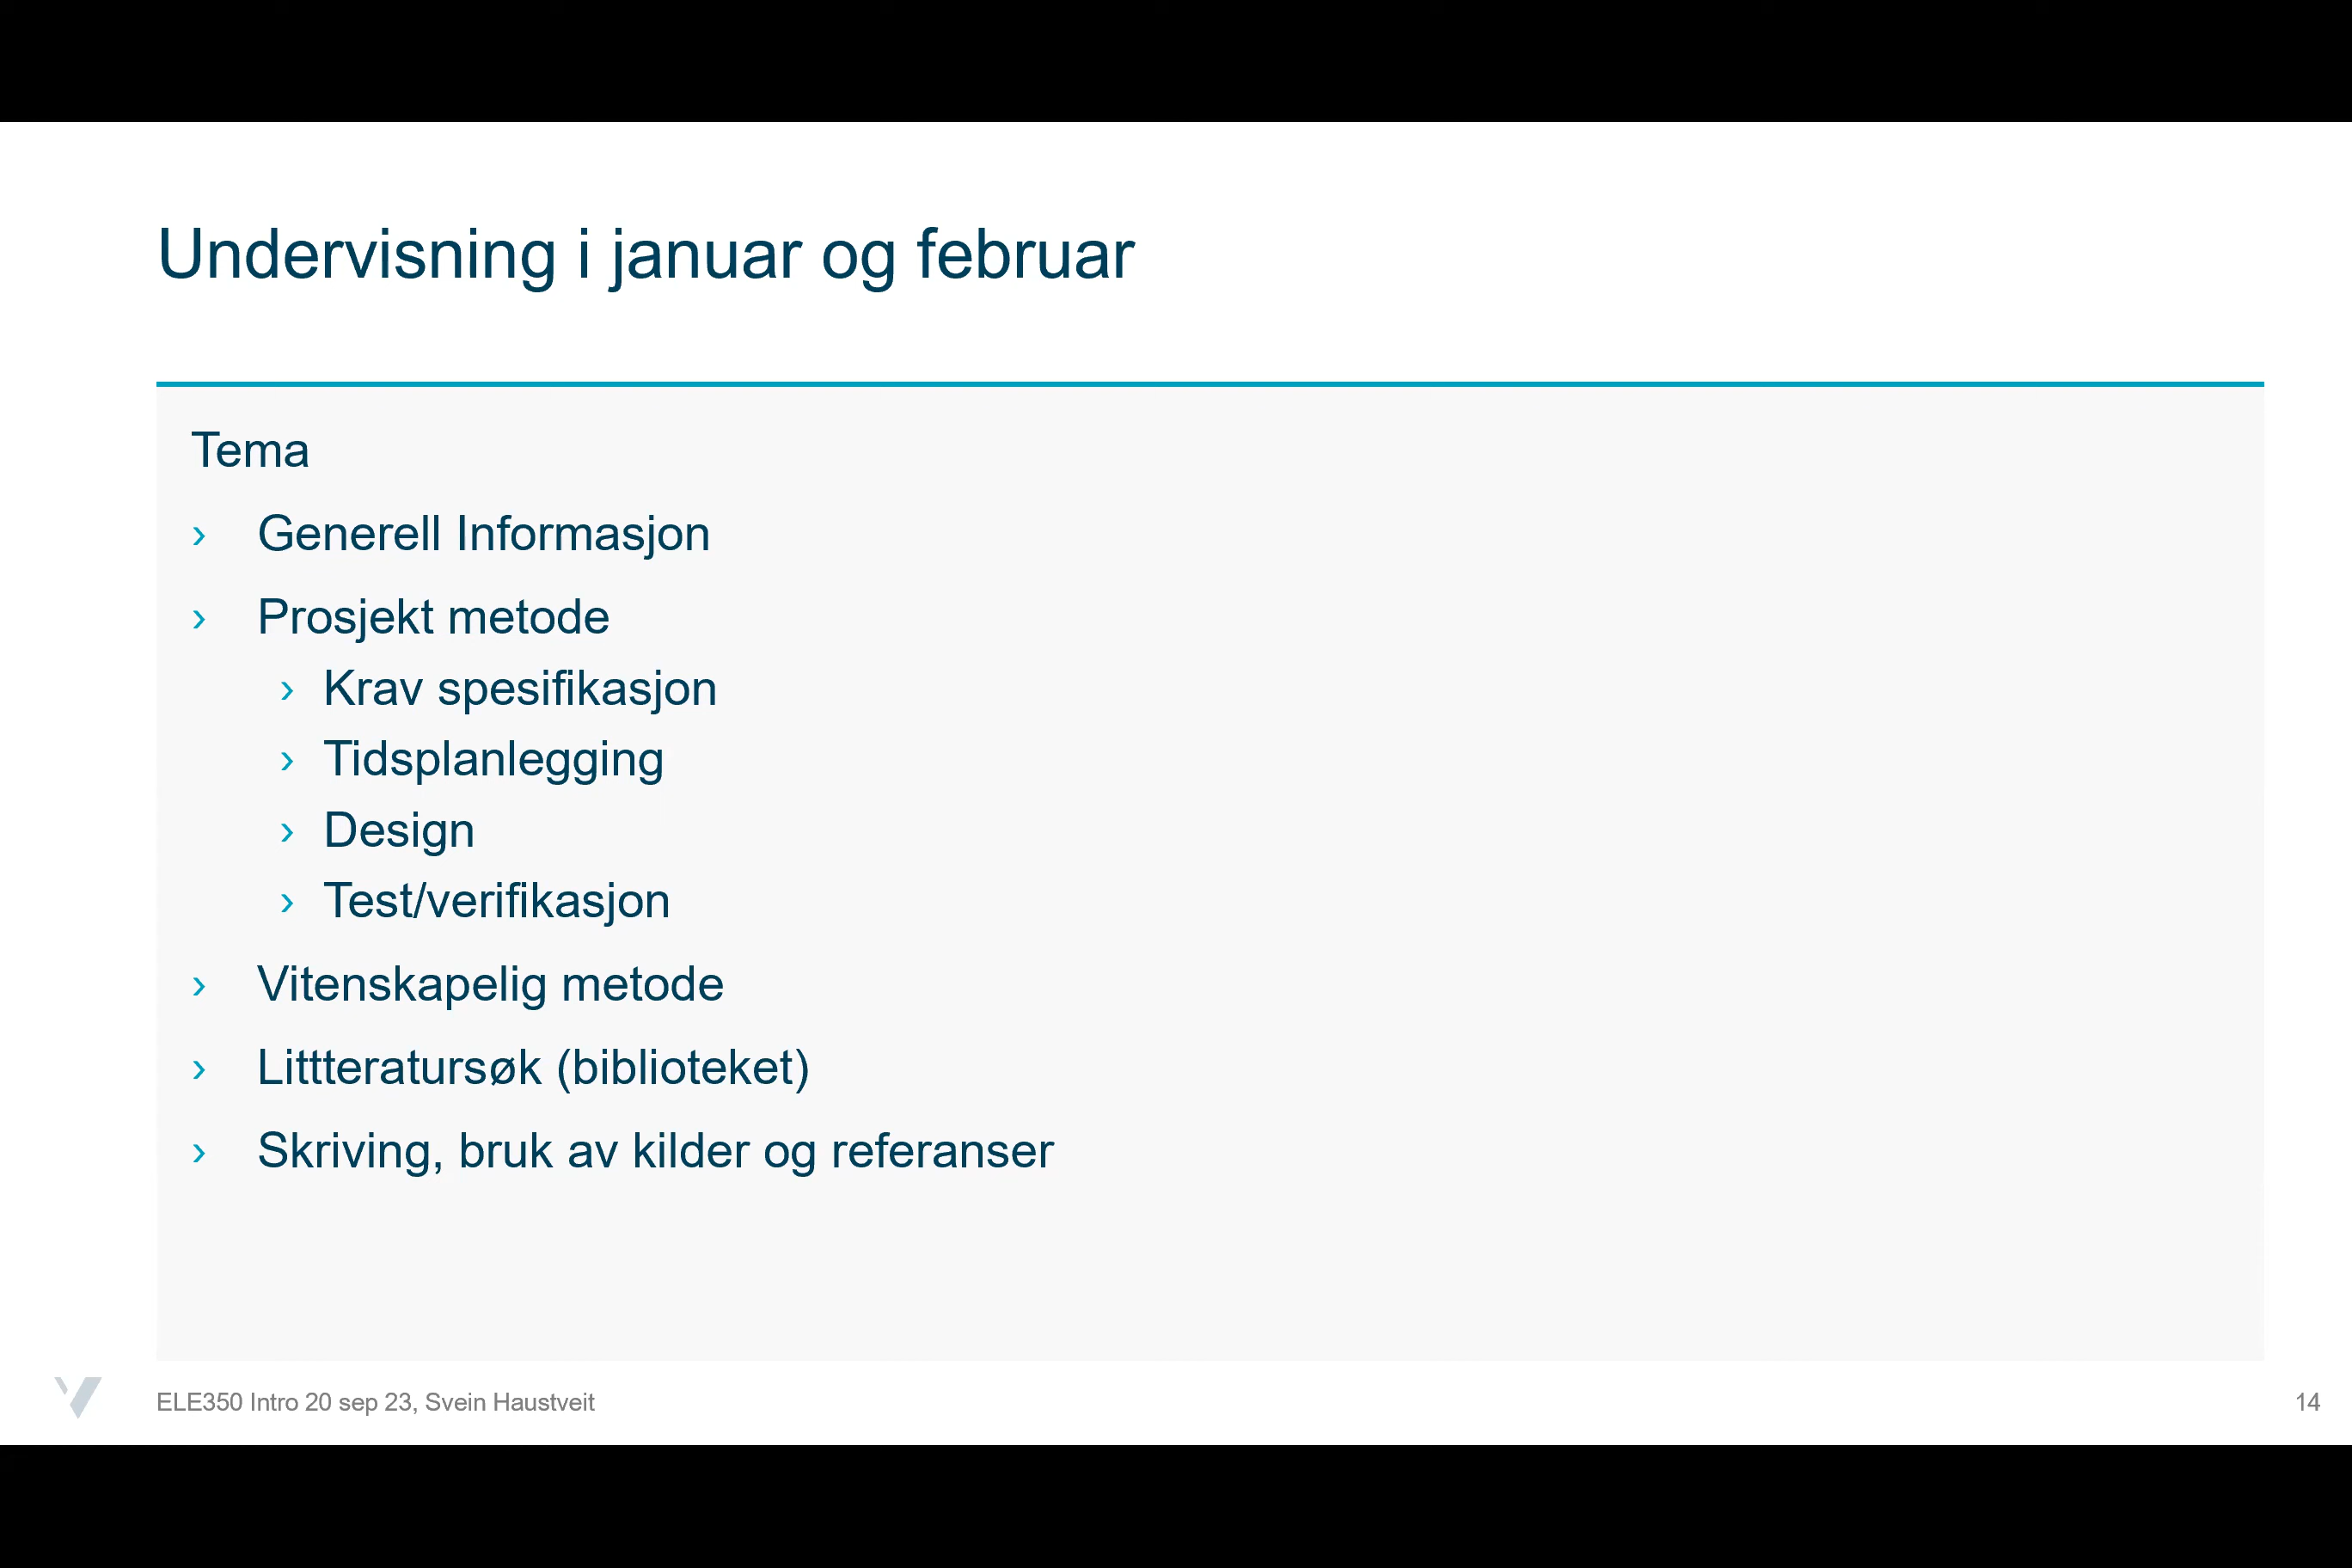 Undervisning i januar og februar
Tema
› Generell Informasjon
› Prosjekt metode
› Krav spesifikasjon
› Tidsplanlegging
› Design
› Test/verifikasjon
› Vitenskapelig metode
› Littteratursøk (biblioteket)
› Skriving, bruk av kilder og referanser
ELE350 Intro 20 sep 23, Svein Haustveit
14